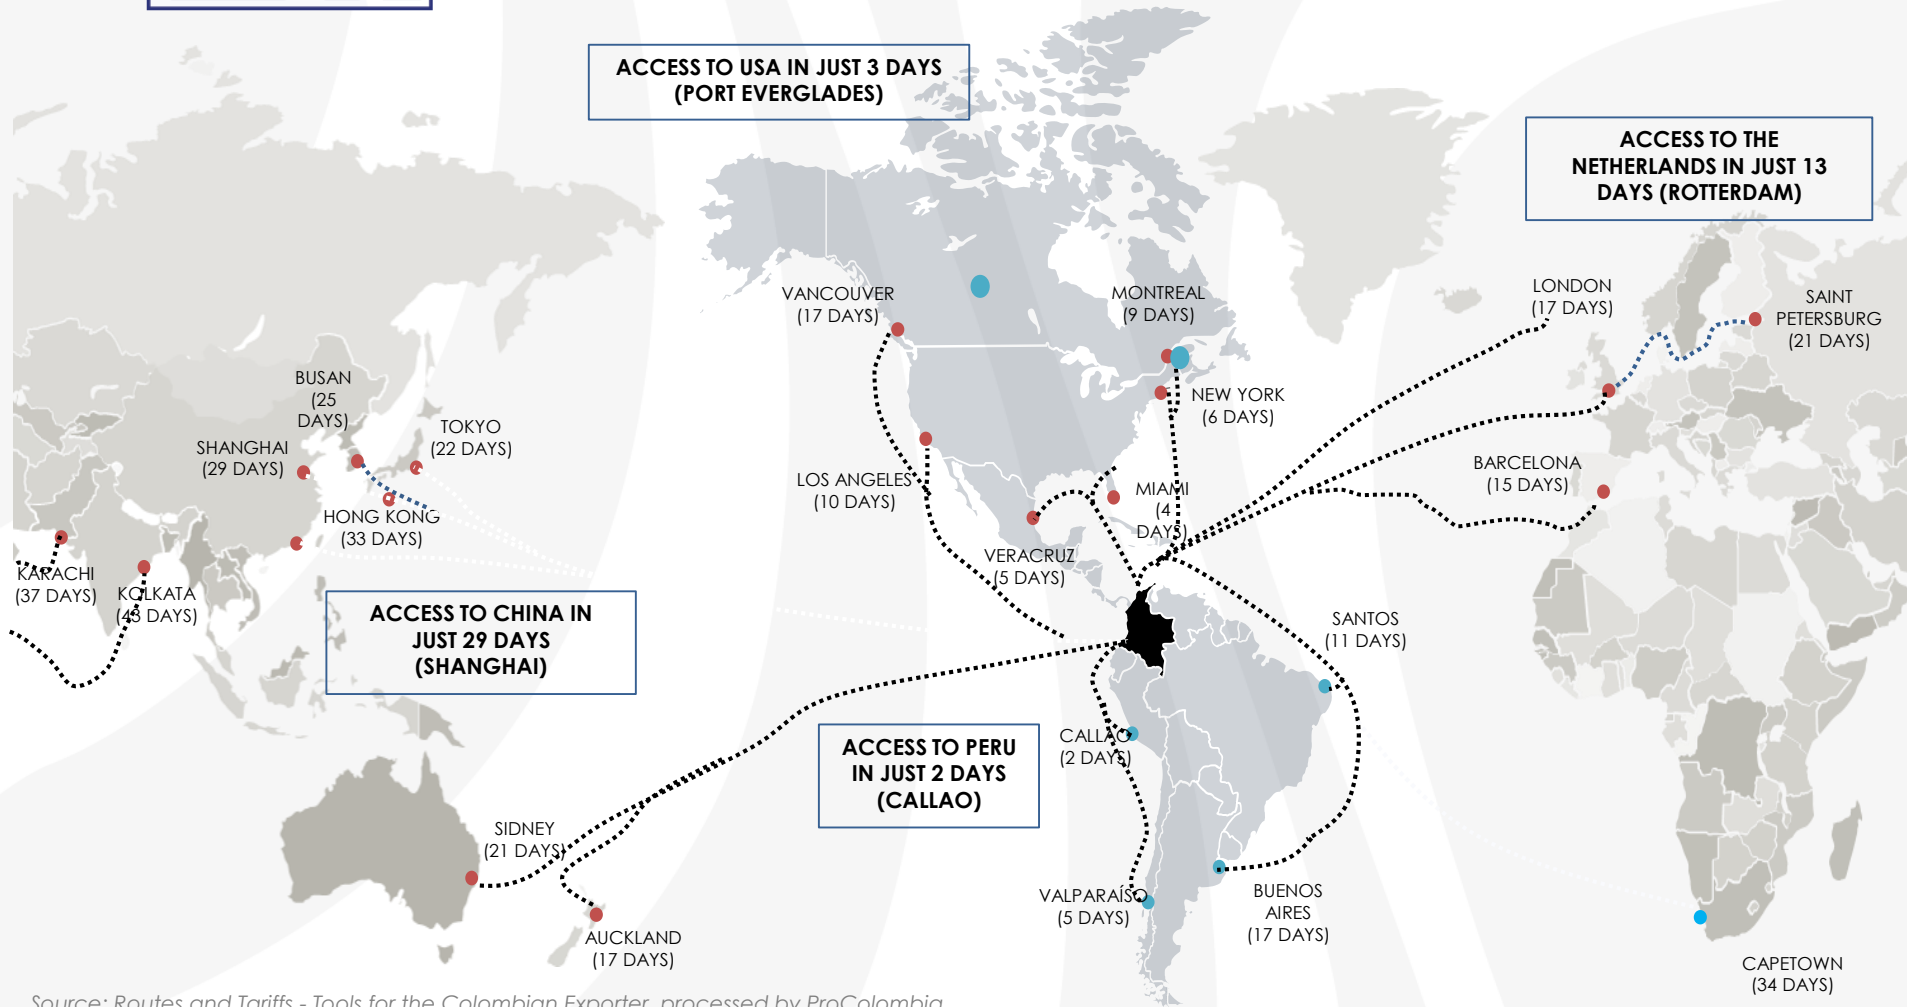 ACCESS TO USA IN JUST 3 DAYS
(PORT EVERGLADES)
ACCESS TO THE
NETHERLANDS IN JUST 13
DAYS (ROTTERDAM)
VANCOUVER
(17 DAYS)
MONTREAL
(9 DAYS)
LONDON
(17 DAYS)
SAINT
PETERSBURG
(21 DAYS)
BUSAN
(25
DAYS)
TOKYO
(22 DAYS)
SHANGHAI
(29 DAYS)
NEW YORK
(6 DAYS)
LOS ANGELES
(10 DAYS)
MIAMI
(4
DAYS)
BARCELONA
(15 DAYS)
HONG KONG
(33 DAYS)
VERACRUZ
(5 DAYS)
KARACHI
(37 DAYS)
KOLKATA
(43 DAYS)
ACCESS TO CHINA IN
JUST 29 DAYS
(SHANGHAI)
SANTOS
(11 DAYS)
CALLAO
(2 DAYS)
ACCESS TO PERU
IN JUST 2 DAYS
(CALLAO)
SIDNEY
(21 DAYS)
AUCKLAND
(17 DAYS)
VALPARAÍSO
(5 DAYS)
BUENOS
AIRES
(17 DAYS)
CAPETOWN
(34 DAYS)
Source: Routes and Tariffs - Tools for the Colombian Exporter, processed by ProColombia